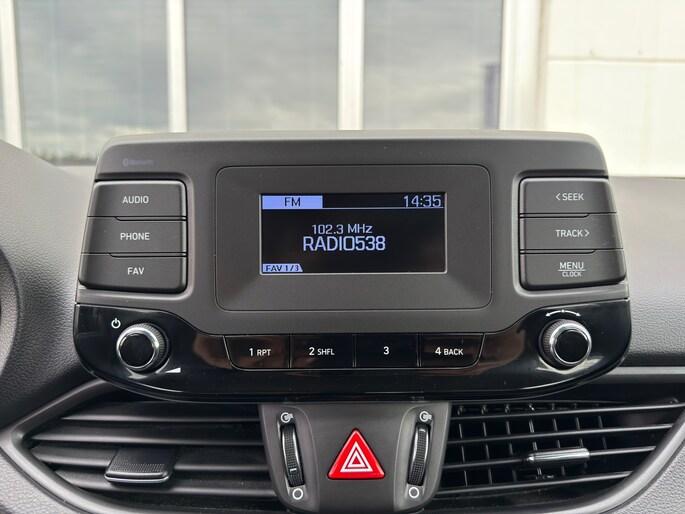 Bluetooth
AUDIO
PHONE
FAV
FM 14:35
102.3 MHz
RADIO538
FAV 1/3
< SEEK
TRACK >
MENU
CLOCK
1 RPT
2 SHFL
3
4 BACK